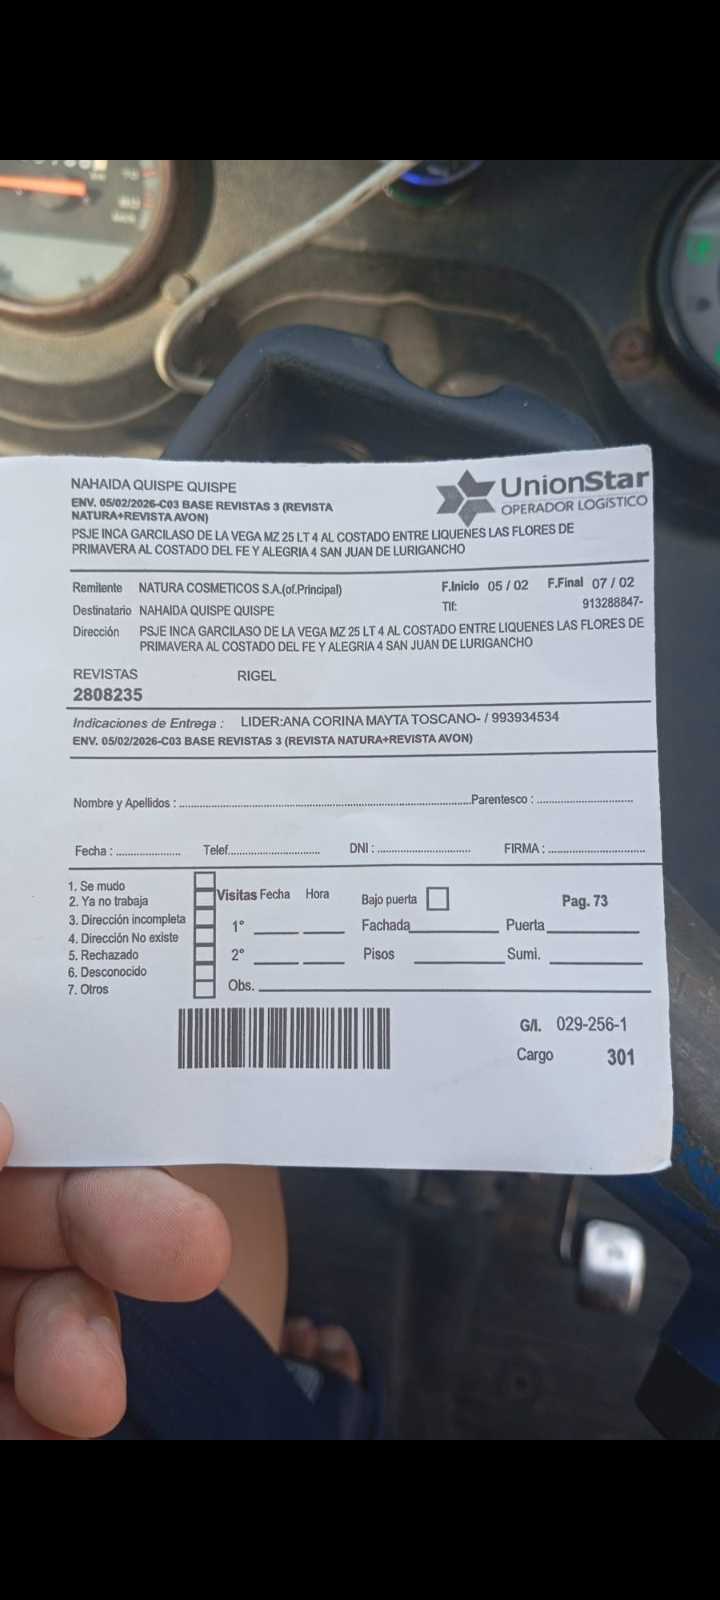 NAHAIDA QUISPE QUISPE
UnionStar
OPERADOR LOGÍSTICO
ENV. 05/02/2026-C03 BASE REVISTAS 3 (REVISTA
NATURA+REVISTA AVON)
PSJE INCA GARCILASO DE LA VEGA MZ 25 LT 4 AL COSTADO ENTRE LIQUENES LAS FLORES DE
PRIMAVERA AL COSTADO DEL FE Y ALEGRIA 4 SAN JUAN DE LURIGANCHO
Remitente NATURA COSMETICOS S.A.(of.Principal) F.Inicio 05 / 02 F.Final 07 / 02
Destinatario NAHAIDA QUISPE QUISPE Tlf: 913288847-
Dirección PSJE INCA GARCILASO DE LA VEGA MZ 25 LT 4 AL COSTADO ENTRE LIQUENES LAS FLORES DE
PRIMAVERA AL COSTADO DEL FE Y ALEGRIA 4 SAN JUAN DE LURIGANCHO
REVISTAS RIGEL
2808235
Indicaciones de Entrega : LIDER:ANA CORINA MAYTA TOSCANO- / 993934534
ENV. 05/02/2026-C03 BASE REVISTAS 3 (REVISTA NATURA+REVISTA AVON)
Nombre y Apellidos : Parentesco :
Fecha : Telef. DNI : FIRMA :
1. Se mudo
2. Ya no trabaja
3. Dirección incompleta
4. Dirección No existe
5. Rechazado
6. Desconocido
7. Otros
Visitas Fecha Hora Bajo puerta Pag. 73
1° Fachada Puerta
2° Pisos Sumi.
Obs.
G/I. 029-256-1
Cargo 301